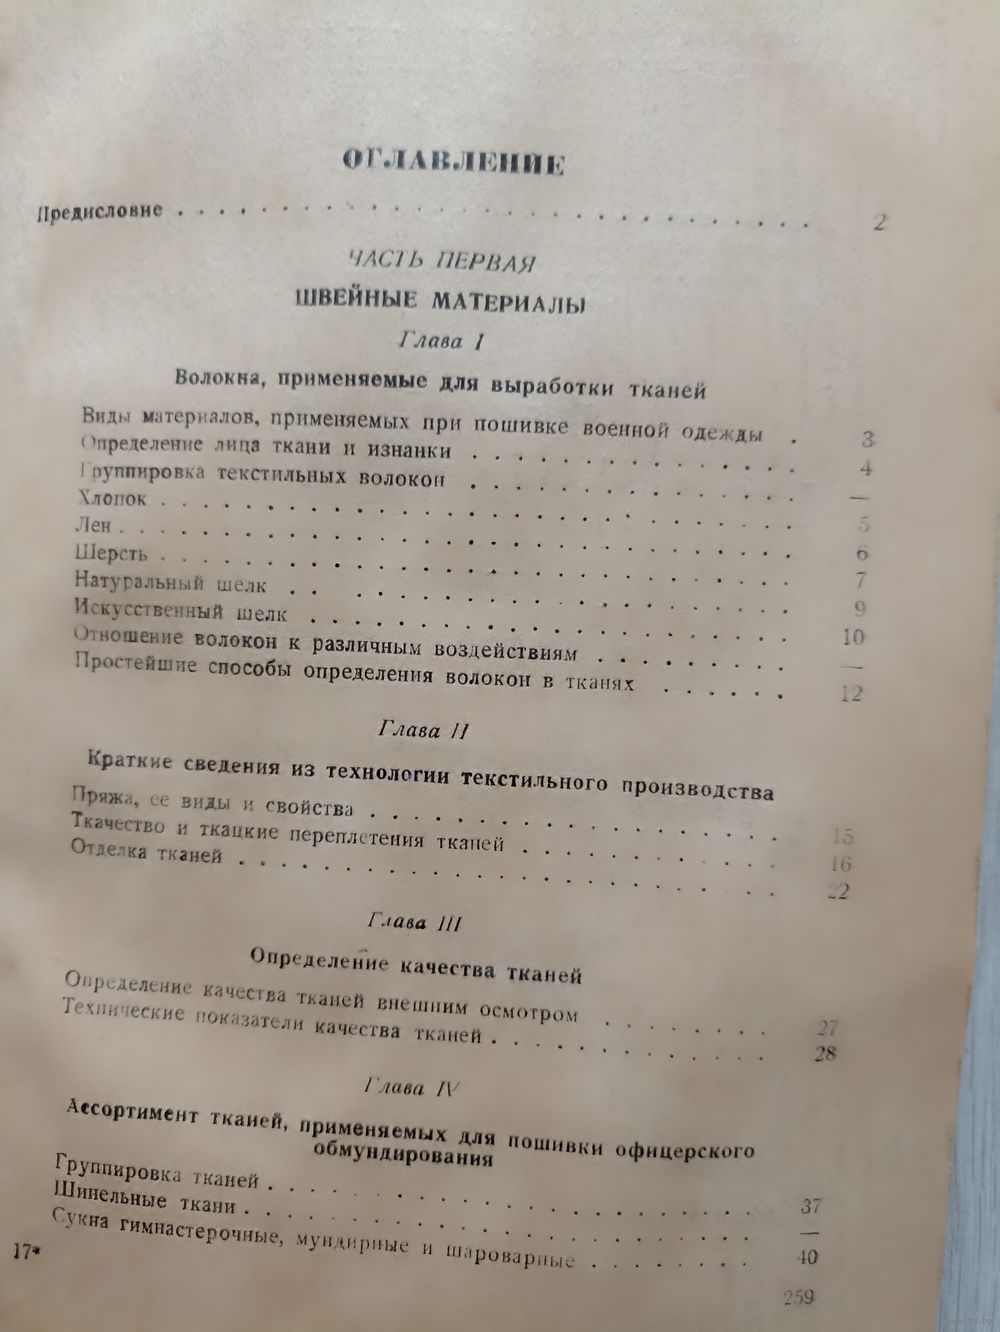 ОГЛАВЛЕНИЕ
Предисловие . . . . . . . . . . . . . . . . . . . . . . . . . . 2
ЧАСТЬ ПЕРВАЯ
ШВЕЙНЫЕ МАТЕРИАЛЫ
Глава I
Волокна, применяемые для выработки тканей
Виды материалов, применяемых при пошивке военной одежды . 3
Определение лица ткани и изнанки . . . . . . . . . . . . . . 4
Группировка текстильных волокон . . . . . . . . . . . . . . —
Хлопок . . . . . . . . . . . . . . . . . . . . . . . . . . . . 5
Лен . . . . . . . . . . . . . . . . . . . . . . . . . . . . . . 6
Шерсть . . . . . . . . . . . . . . . . . . . . . . . . . . . . 7
Натуральный шелк . . . . . . . . . . . . . . . . . . . . . . 9
Искусственный шелк . . . . . . . . . . . . . . . . . . . . . 10
Отношение волокон к различным воздействиям . . . . . . . . . —
Простейшие способы определения волокон в тканях . . . . . . 12
Глава II
Краткие сведения из технологии текстильного производства
Пряжа, ее виды и свойства . . . . . . . . . . . . . . . . . . 15
Ткачество и ткацкие переплетения тканей . . . . . . . . . . . 16
Отделка тканей . . . . . . . . . . . . . . . . . . . . . . . . 22
Глава III
Определение качества тканей
Определение качества тканей внешним осмотром . . . . . . . . 27
Технические показатели качества тканей . . . . . . . . . . . . 28
Глава IV
Ассортимент тканей, применяемых для пошивки офицерского
обмундирования
Группировка тканей . . . . . . . . . . . . . . . . . . . . . . 37
Шинельные ткани . . . . . . . . . . . . . . . . . . . . . . . —
Сукна гимнастерочные, мундирные и шароварные . . . . . . . . 40
17*
259